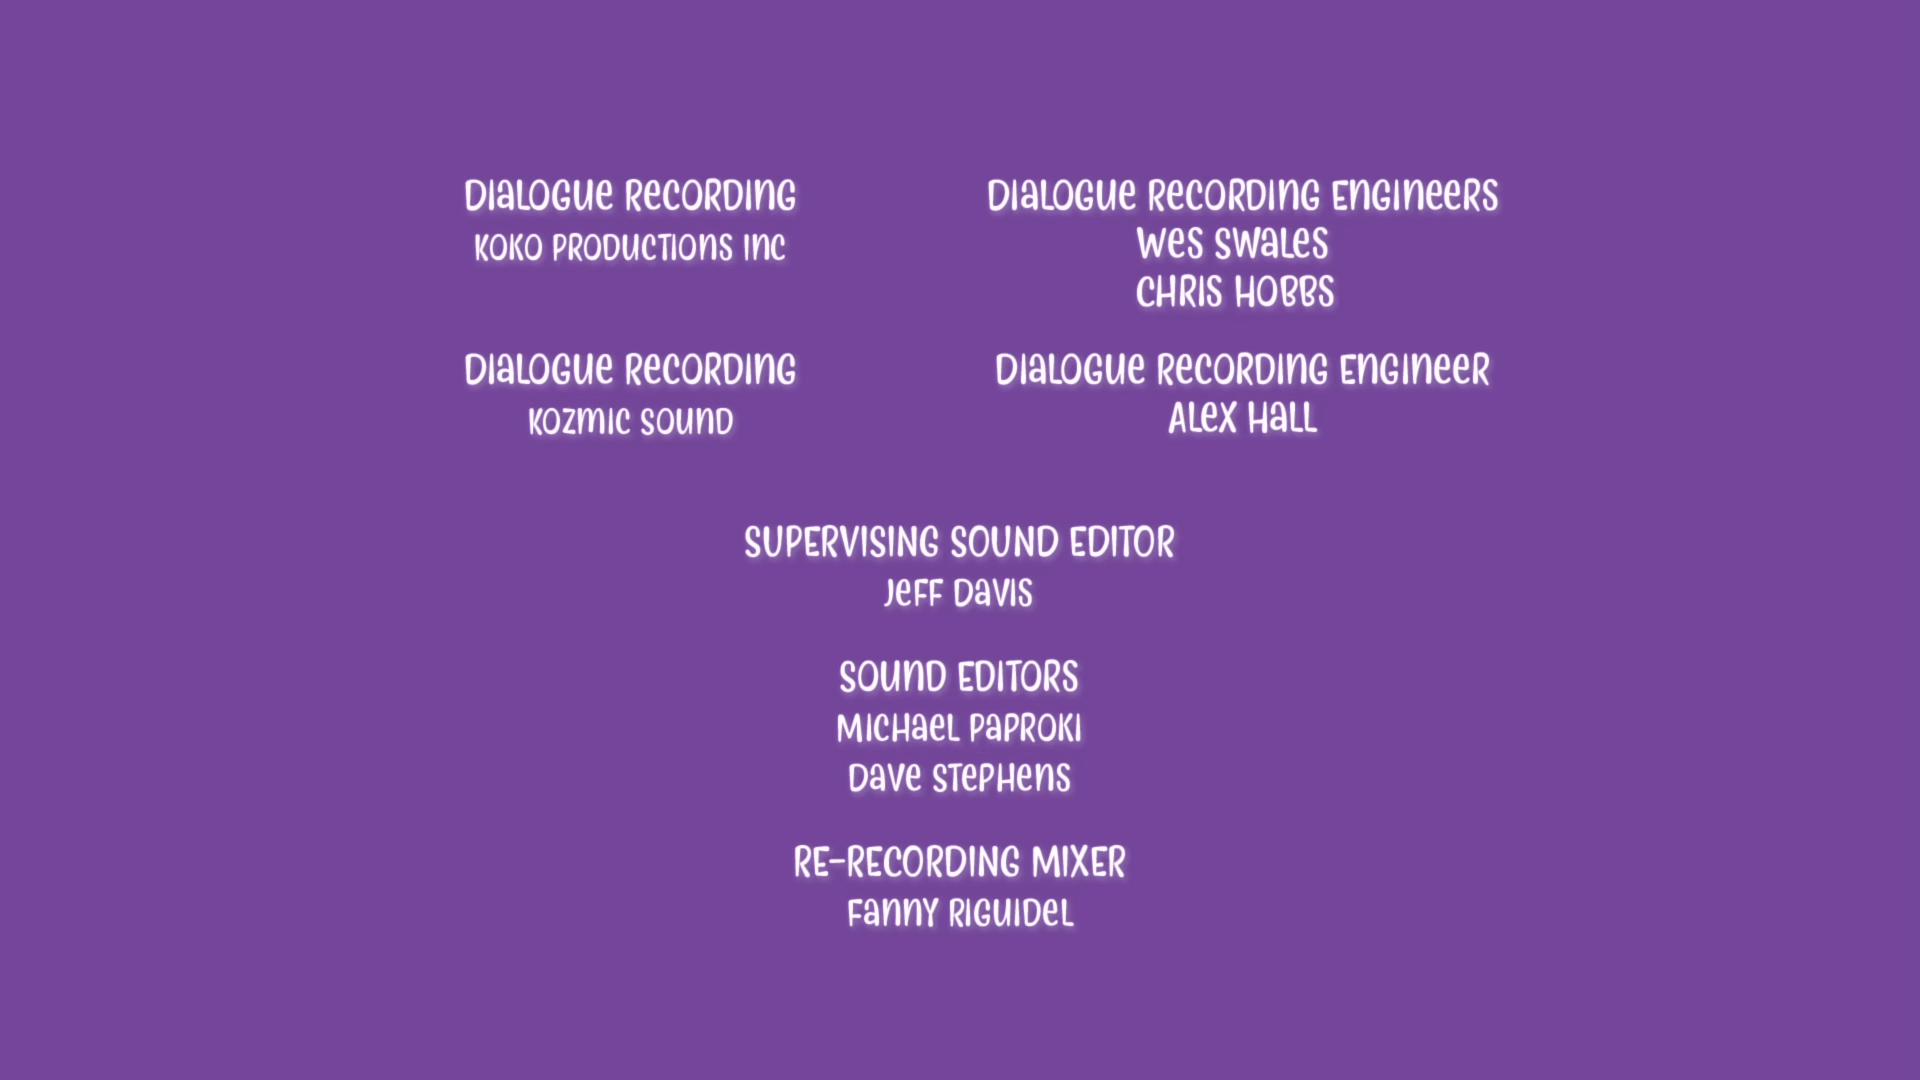 DIALOGUE RECORDING
KOKO PRODUCTIONS INC
DIALOGUE RECORDING ENGINEERS
WES SWALES
CHRIS HOBBS
DIALOGUE RECORDING
KOZMIC SOUND
DIALOGUE RECORDING ENGINEER
ALEX HALL
SUPERVISING SOUND EDITOR
JEFF DAVIS
SOUND EDITORS
MICHAEL PAPROKI
DAVE STEPHENS
RE-RECORDING MIXER
FANNY RIGUIDEL